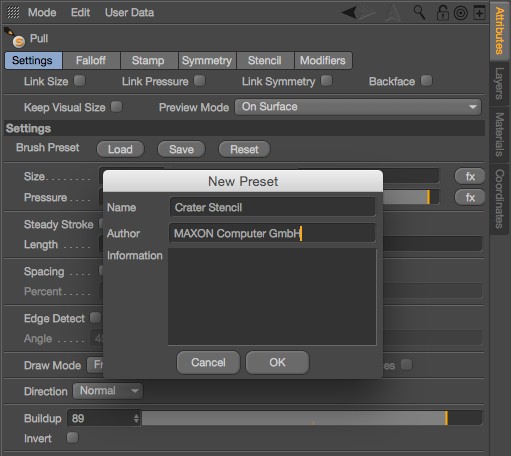 Mode Edit User Data
Pull
Settings Falloff Stamp Symmetry Stencil Modifiers
Link Size Link Pressure Link Symmetry Backface
Keep Visual Size Preview Mode On Surface
Settings
Brush Preset Load Save Reset
Size fx
Pressure fx
Steady Stroke
Length
Spacing
Percent
Edge Detect
Angle
Draw Mode
Direction Normal
Buildup 89
Invert
New Preset
Name Crater Stencil
Author MAXON Computer GmbH
Information
Cancel OK
Attributes
Layers
Materials
Coordinates